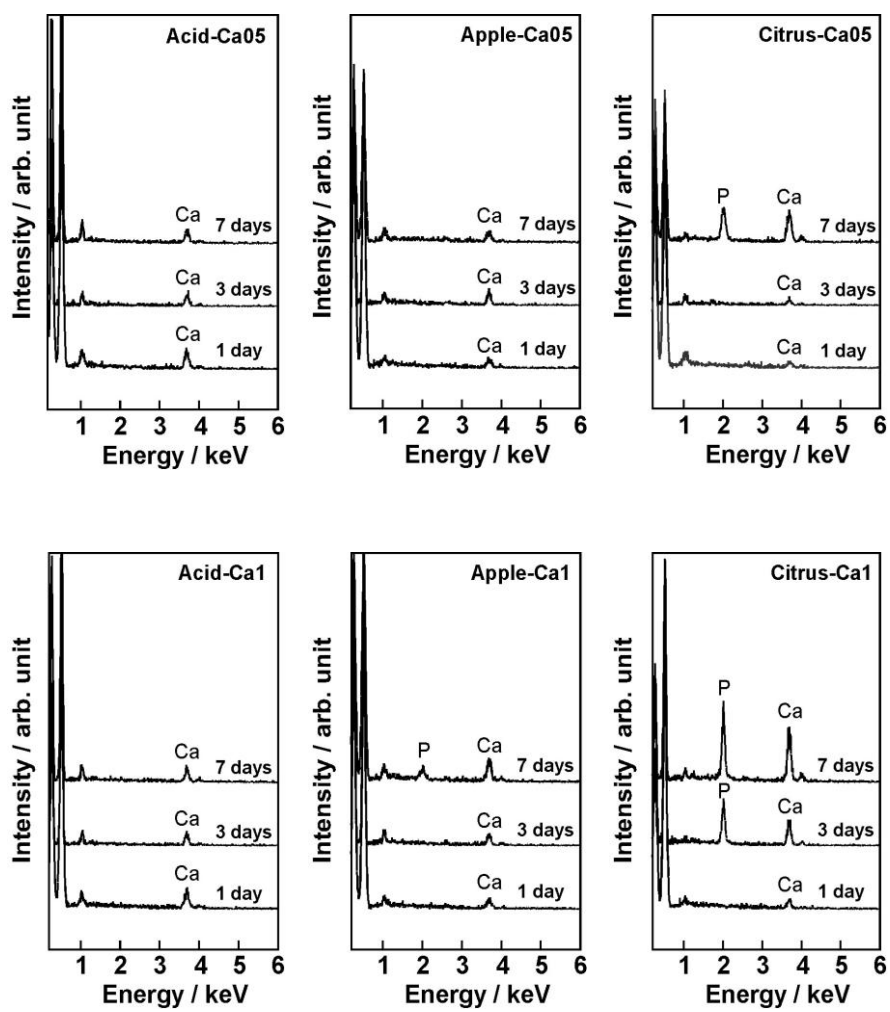 Acid-Ca05
Intensity / arb. unit
Ca
7 days
Ca
3 days
Ca
1 day
1 2 3 4 5 6
Energy / keV
Apple-Ca05
Intensity / arb. unit
Ca
7 days
Ca
3 days
Ca
1 day
1 2 3 4 5 6
Energy / keV
Citrus-Ca05
Intensity / arb. unit
P Ca
7 days
Ca
3 days
Ca
1 day
1 2 3 4 5 6
Energy / keV
Acid-Ca1
Intensity / arb. unit
Ca
7 days
Ca
3 days
Ca
1 day
1 2 3 4 5 6
Energy / keV
Apple-Ca1
Intensity / arb. unit
P Ca
7 days
Ca
3 days
Ca
1 day
1 2 3 4 5 6
Energy / keV
Citrus-Ca1
Intensity / arb. unit
P Ca
7 days
P Ca
3 days
Ca
1 day
1 2 3 4 5 6
Energy / keV